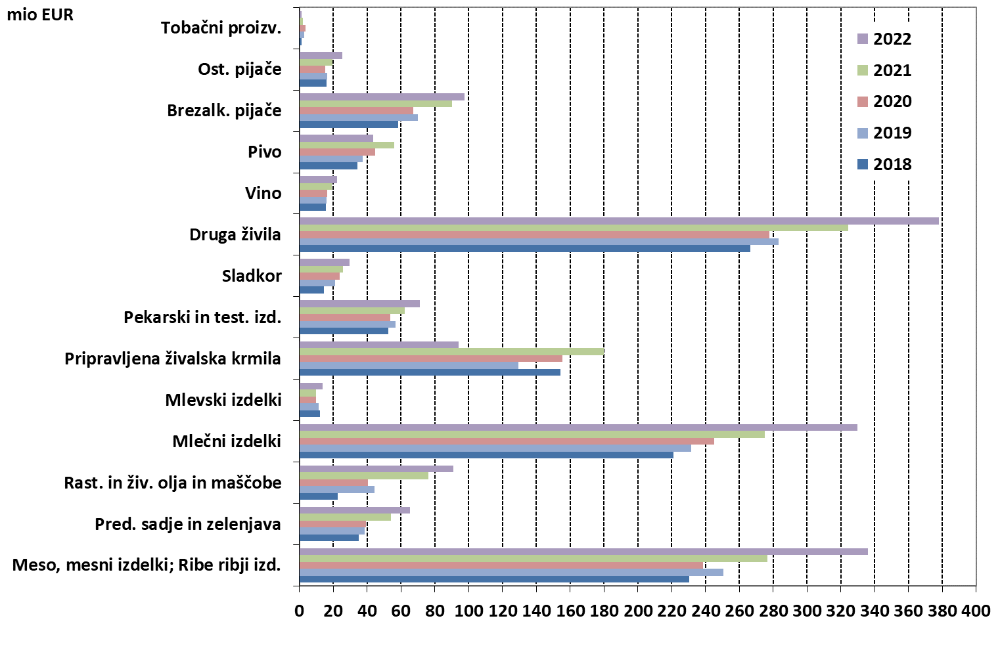 mio EUR
Tobačni proizv.
Ost. pijače
Brezalk. pijače
Pivo
Vino
Druga živila
Sladkor
Pekarski in test. izd.
Pripravljena živalska krmila
Mlevski izdelki
Mlečni izdelki
Rast. in živ. olja in maščobe
Pred. sadje in zelenjava
Meso, mesni izdelki; Ribe ribji izd.
2022
2021
2020
2019
2018
0 20 40 60 80 100 120 140 160 180 200 220 240 260 280 300 320 340 360 380 400